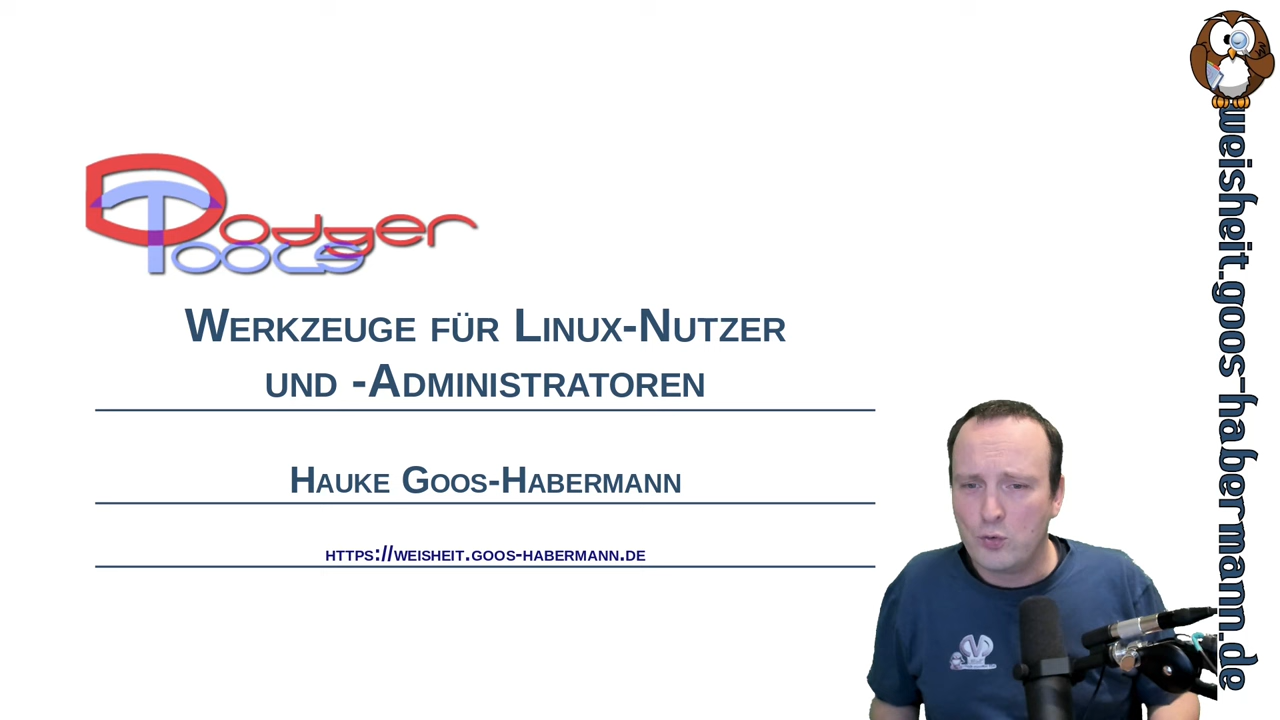 Dodger
Tools
Werkzeuge für Linux-Nutzer
und -Administratoren
Hauke Goos-Habermann
https://weisheit.goos-habermann.de
weisheit.goos-habermann.de